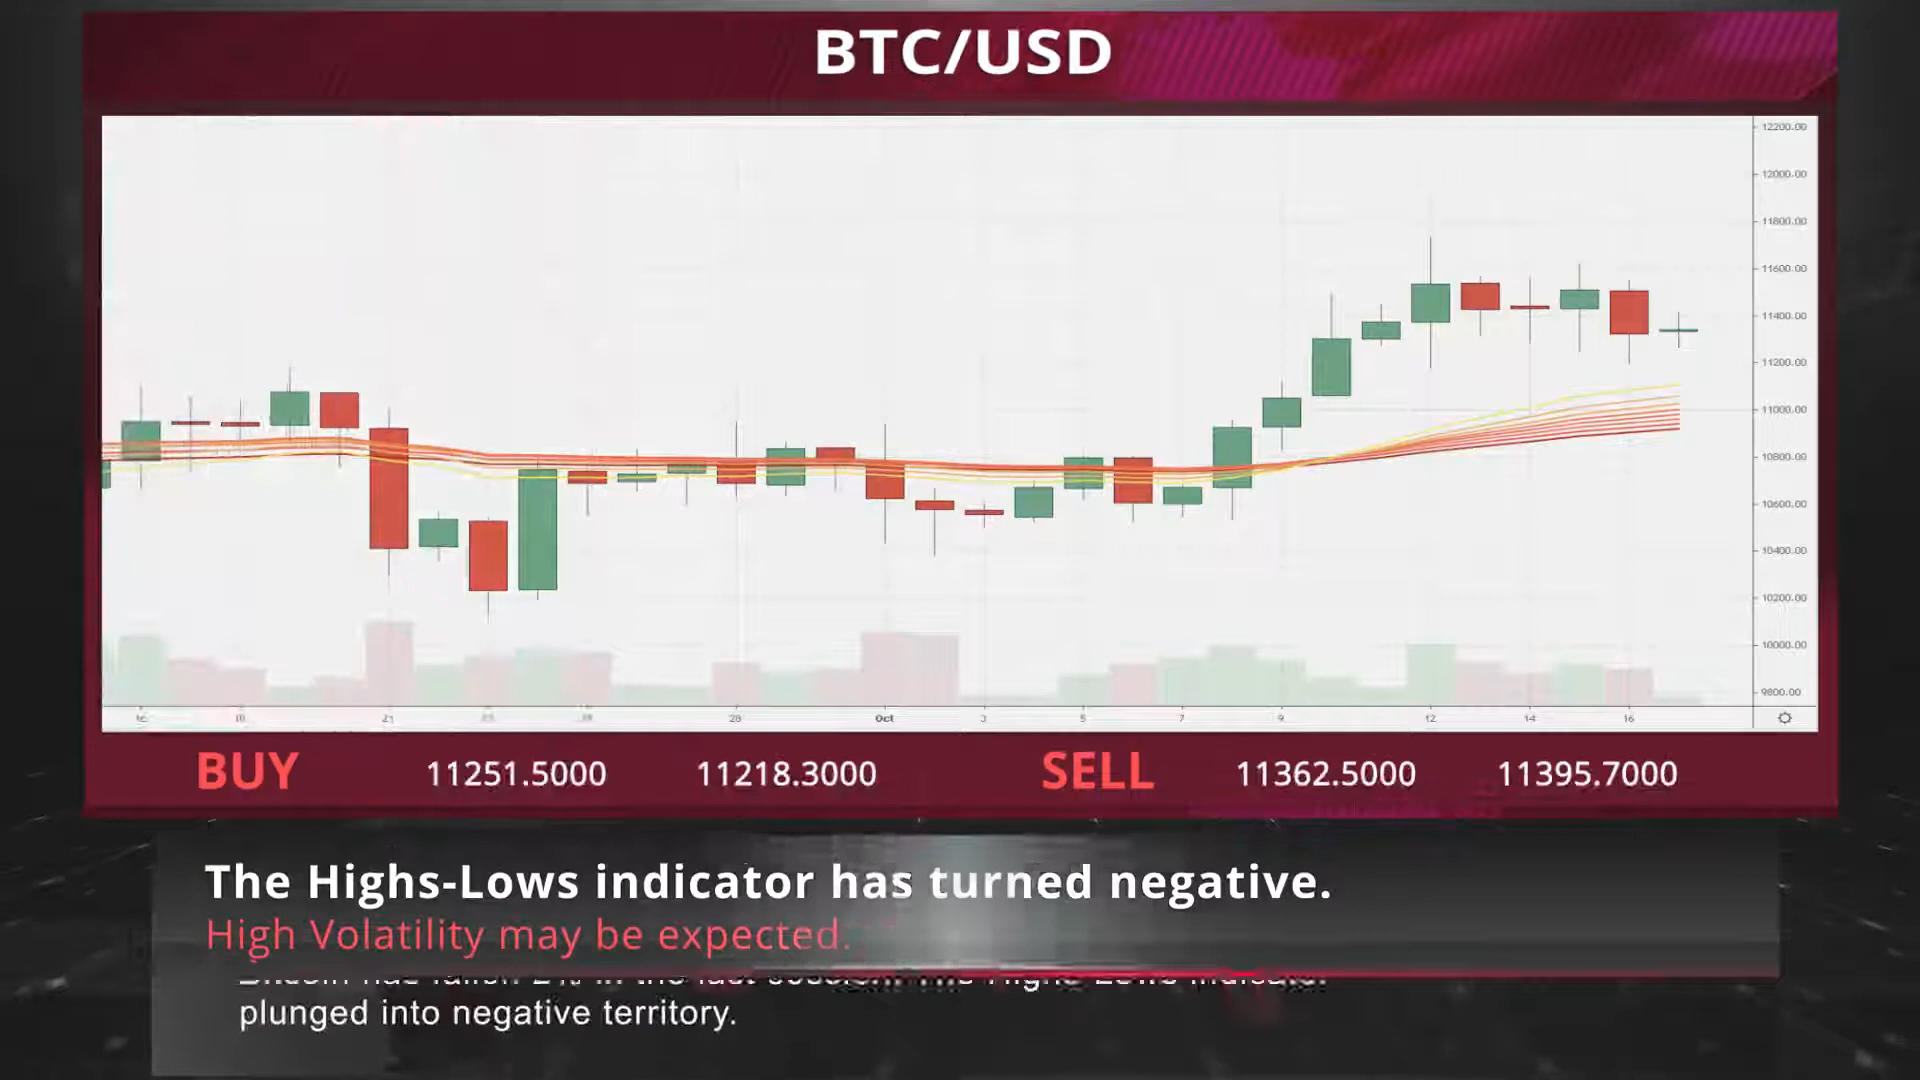 BTC/USD
12200.00
12000.00
11800.00
11600.00
11400.00
11200.00
11000.00
10800.00
10600.00
10400.00
10200.00
10000.00
9800.00
16 18 21 28 Oct 3 5 7 9 12 14 16
BUY 11251.5000 11218.3000 SELL 11362.5000 11395.7000
The Highs-Lows indicator has turned negative.
High Volatility may be expected.
plunged into negative territory.